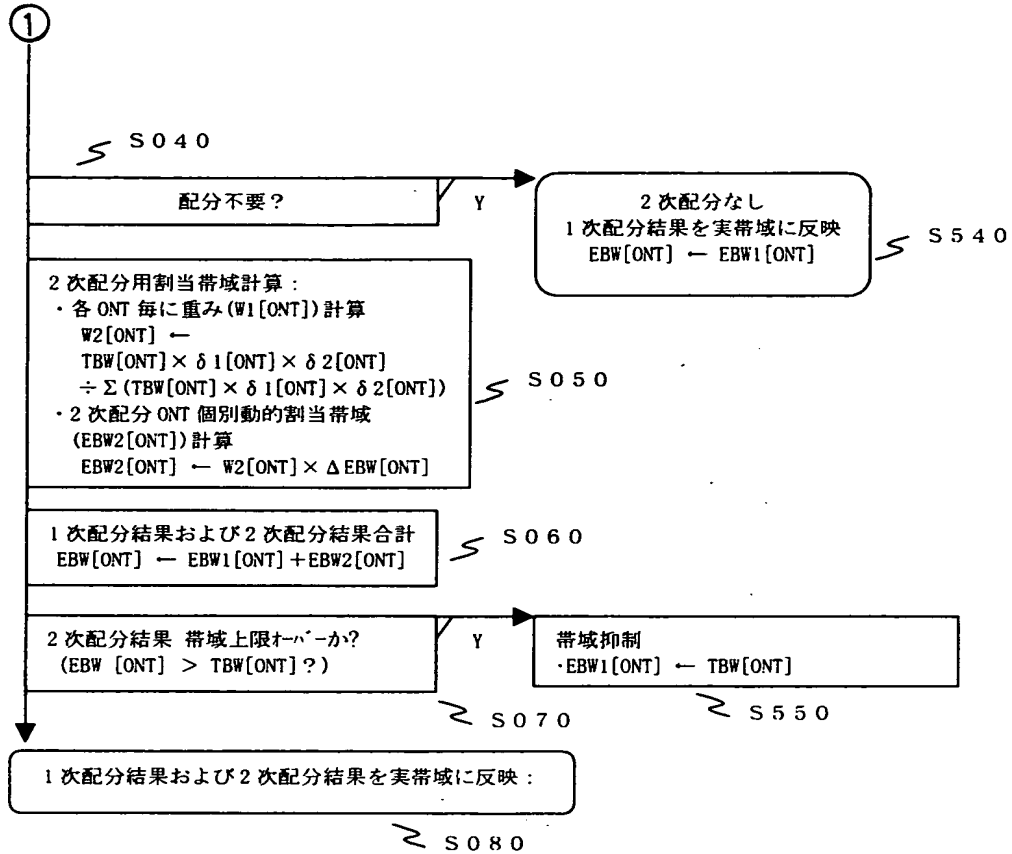 ①
S040
配分不要?
Y
2次配分なし
1次配分結果を実帯域に反映
EBW[ONT] ← EBW1[ONT]
S540
2次配分用割当帯域計算:
・各ONT毎に重み(W1[ONT])計算
W2[ONT] ←
TBW[ONT]×δ1[ONT]×δ2[ONT]
÷Σ(TBW[ONT]×δ1[ONT]×δ2[ONT])
・2次配分ONT個別動的割当帯域
(EBW2[ONT])計算
EBW2[ONT] ← W2[ONT]×ΔEBW[ONT]
S050
1次配分結果および2次配分結果合計
EBW[ONT] ← EBW1[ONT]+EBW2[ONT]
S060
2次配分結果 帯域上限オーバーか?
(EBW [ONT] > TBW[ONT]?)
Y
S070
帯域抑制
・EBW1[ONT] ← TBW[ONT]
S550
1次配分結果および2次配分結果を実帯域に反映:
S080